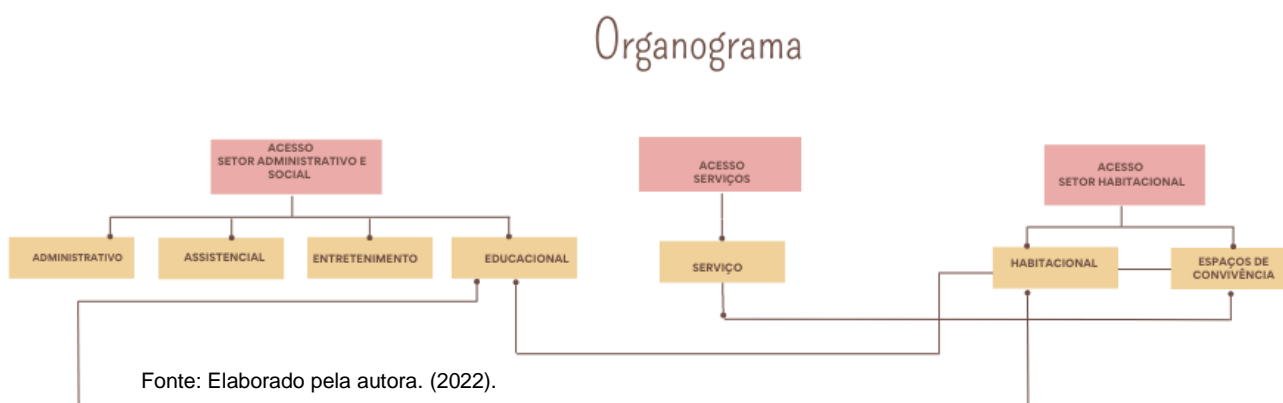 Organograma
ACESSO
SETOR ADMINISTRATIVO E
SOCIAL
ACESSO
SERVIÇOS
ACESSO
SETOR HABITACIONAL
ADMINISTRATIVO
ASSISTENCIAL
ENTRETENIMENTO
EDUCACIONAL
SERVIÇO
HABITACIONAL
ESPAÇOS DE
CONVIVÊNCIA
Fonte: Elaborado pela autora. (2022).